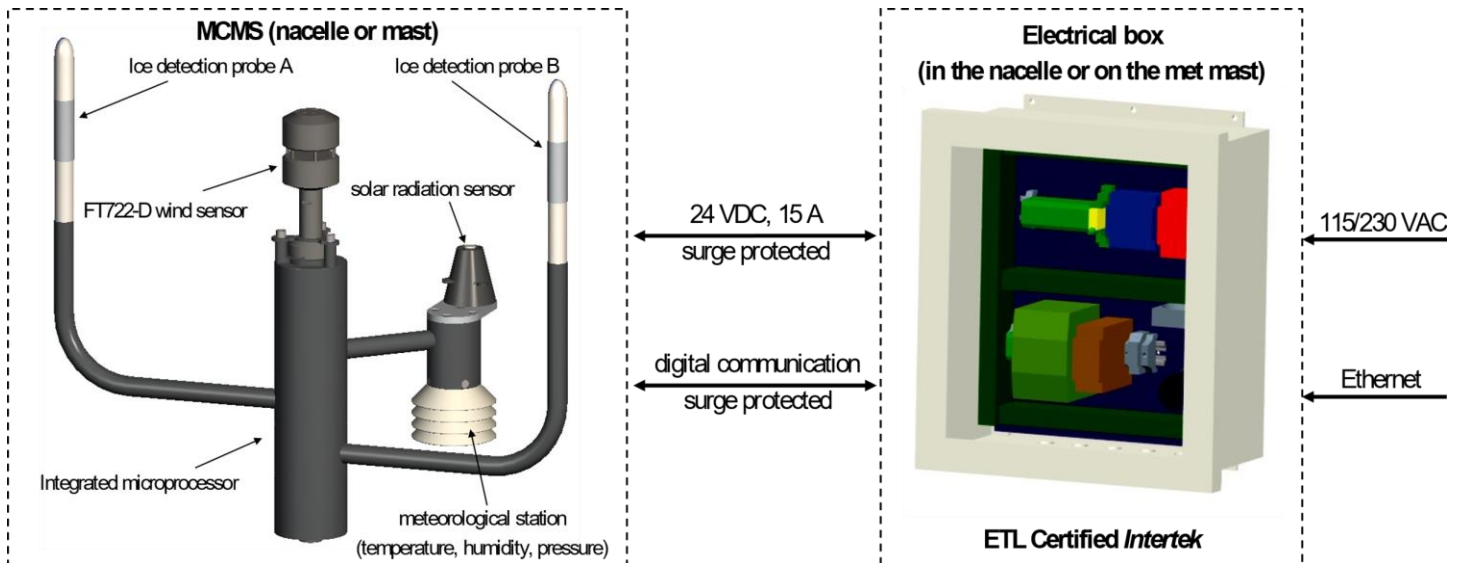 MCMS (nacelle or mast)
Ice detection probe A
Ice detection probe B
FT722-D wind sensor
solar radiation sensor
Integrated microprocessor
meteorological station
(temperature, humidity, pressure)
24 VDC, 15 A
surge protected
digital communication
surge protected
Electrical box
(in the nacelle or on the met mast)
ETL Certified Intertek
115/230 VAC
Ethernet